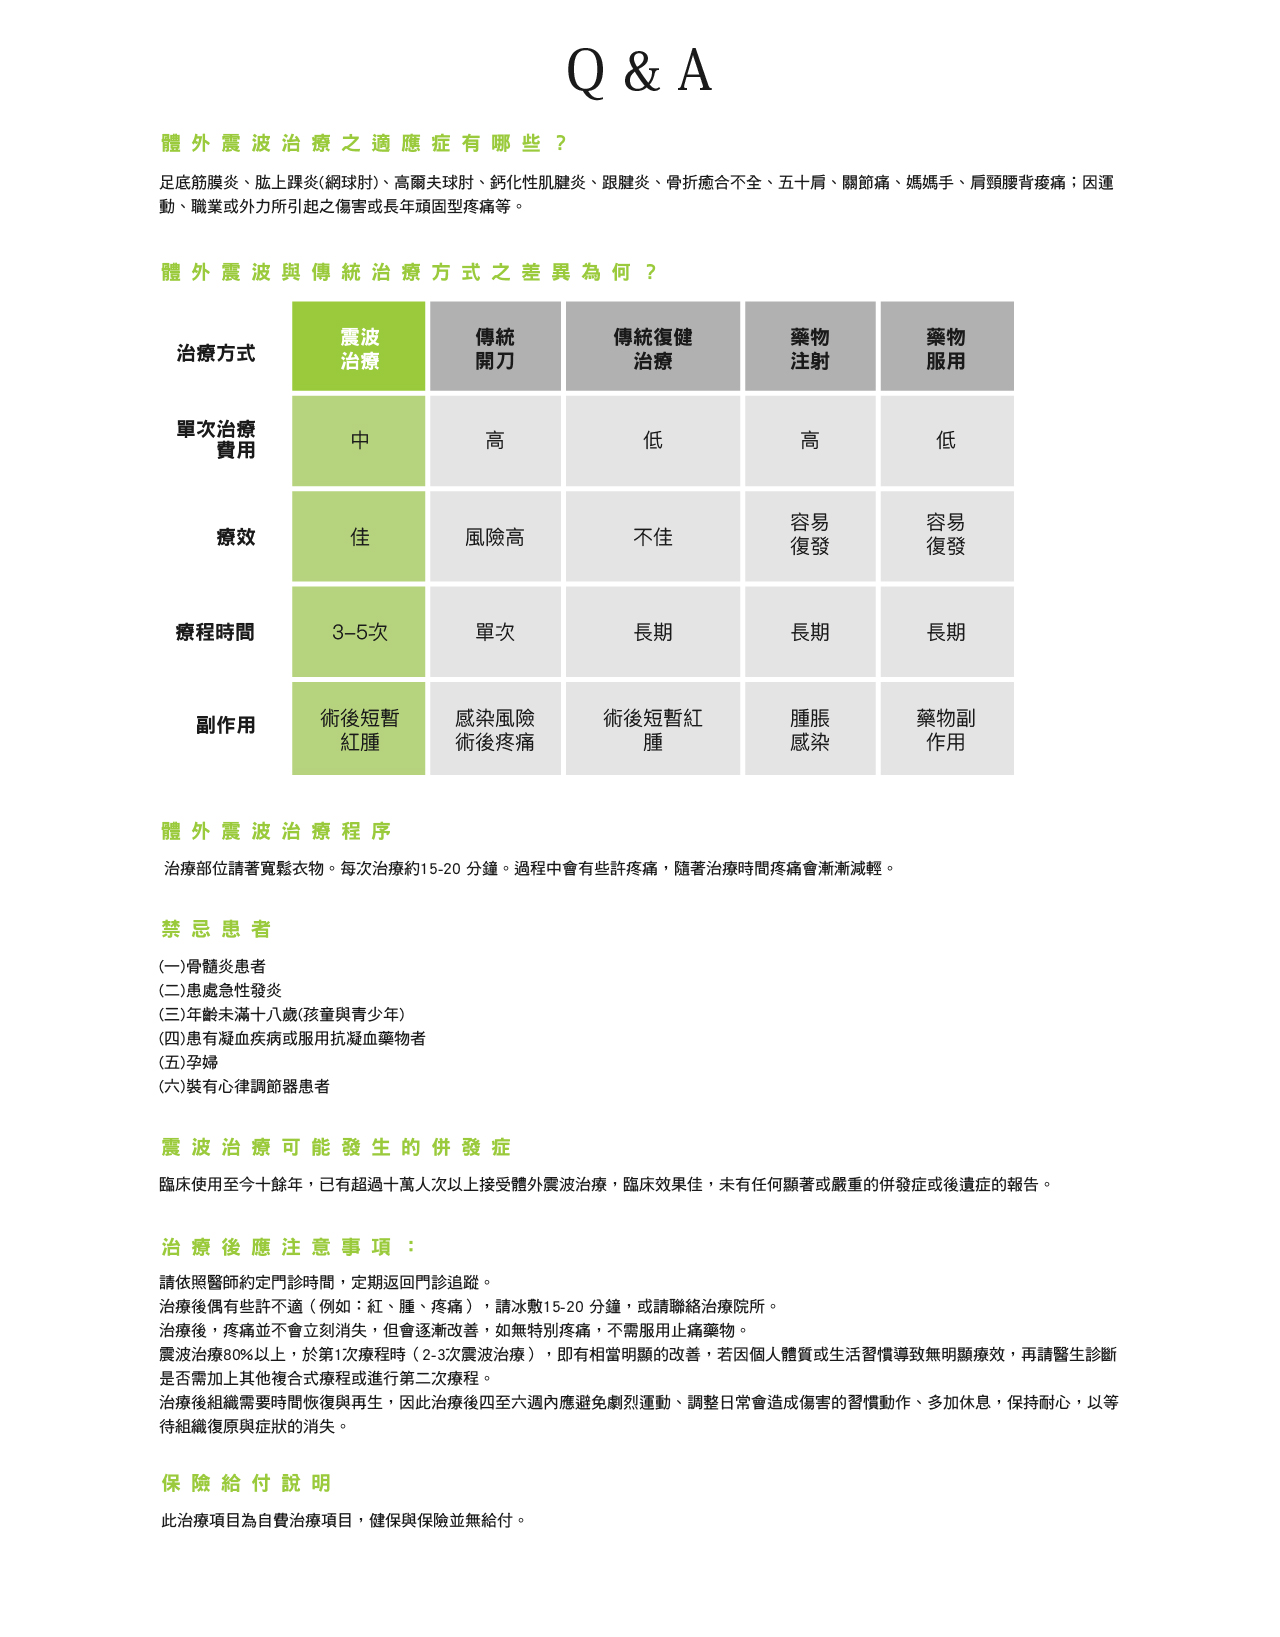 Q & A
體外震波治療之適應症有哪些？
足底筋膜炎、肱上踝炎(網球肘)、高爾夫球肘、鈣化性肌腱炎、跟腱炎、骨折癒合不全、五十肩、關節痛、媽媽手、肩頸腰背痠痛；因運
動、職業或外力所引起之傷害或長年頑固型疼痛等。
體外震波與傳統治療方式之差異為何？
治療方式
震波
治療
傳統
開刀
傳統復健
治療
藥物
注射
藥物
服用
單次治療
費用
中
高
低
高
低
療效
佳
風險高
不佳
容易
復發
容易
復發
療程時間
3–5次
單次
長期
長期
長期
副作用
術後短暫
紅腫
感染風險
術後疼痛
術後短暫紅
腫
腫脹
感染
藥物副
作用
體外震波治療程序
治療部位請著寬鬆衣物。每次治療約15-20 分鐘。過程中會有些許疼痛，隨著治療時間疼痛會漸漸減輕。
禁忌患者
(一)骨髓炎患者
(二)患處急性發炎
(三)年齡未滿十八歲(孩童與青少年)
(四)患有凝血疾病或服用抗凝血藥物者
(五)孕婦
(六)裝有心律調節器患者
震波治療可能發生的併發症
臨床使用至今十餘年，已有超過十萬人次以上接受體外震波治療，臨床效果佳，未有任何顯著或嚴重的併發症或後遺症的報告。
治療後應注意事項：
請依照醫師約定門診時間，定期返回門診追蹤。
治療後偶有些許不適（例如：紅、腫、疼痛），請冰敷15-20 分鐘，或請聯絡治療院所。
治療後，疼痛並不會立刻消失，但會逐漸改善，如無特別疼痛，不需服用止痛藥物。
震波治療80%以上，於第1次療程時（2-3次震波治療），即有相當明顯的改善，若因個人體質或生活習慣導致無明顯療效，再請醫生診斷
是否需加上其他複合式療程或進行第二次療程。
治療後組織需要時間恢復與再生，因此治療後四至六週內應避免劇烈運動、調整日常會造成傷害的習慣動作、多加休息，保持耐心，以等
待組織復原與症狀的消失。
保險給付說明
此治療項目為自費治療項目，健保與保險並無給付。